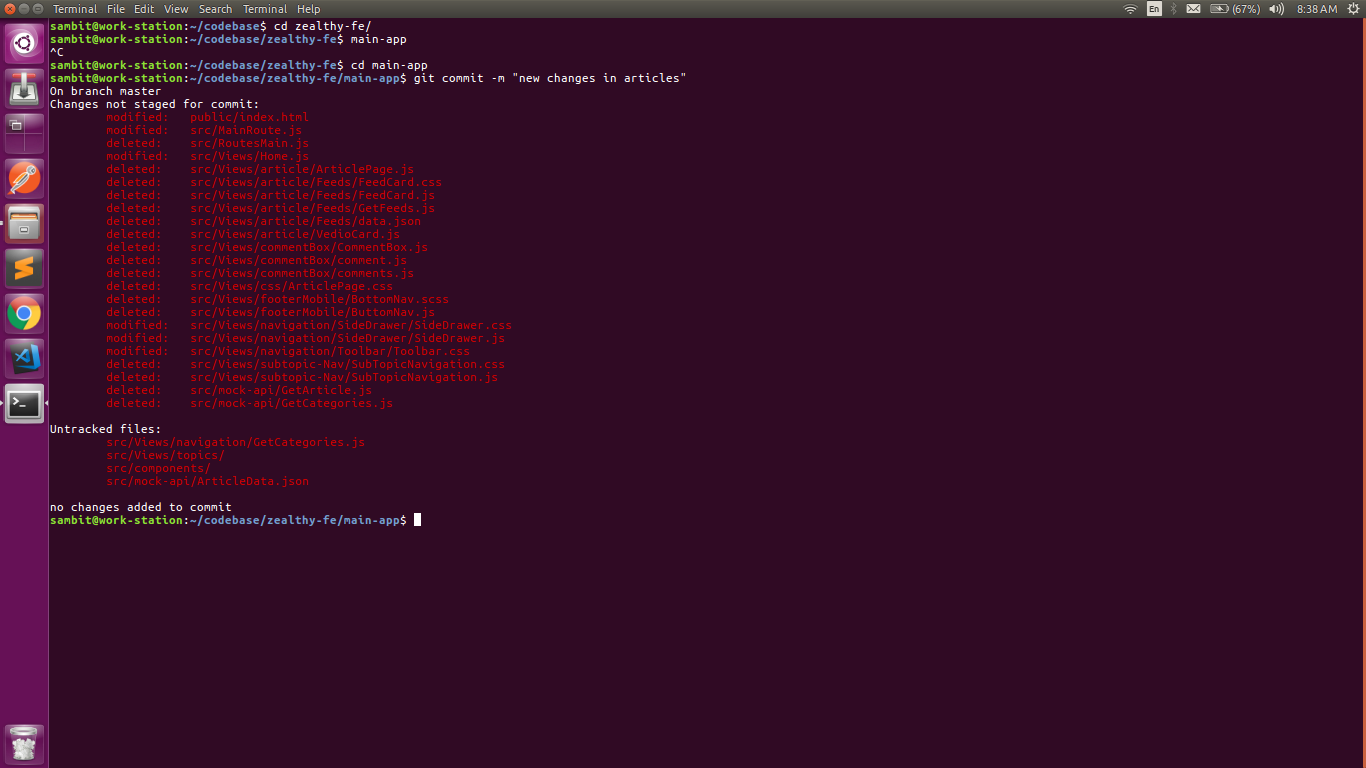 Terminal File Edit View Search Terminal Help En (67%) 8:38 AM
sambit@work-station:~/codebase$ cd zealthy-fe/
sambit@work-station:~/codebase/zealthy-fe$ main-app
^C
sambit@work-station:~/codebase/zealthy-fe$ cd main-app
sambit@work-station:~/codebase/zealthy-fe/main-app$ git commit -m "new changes in articles"
On branch master
Changes not staged for commit:
modified: public/index.html
modified: src/MainRoute.js
deleted: src/RoutesMain.js
modified: src/Views/Home.js
deleted: src/Views/article/ArticlePage.js
deleted: src/Views/article/Feeds/FeedCard.css
deleted: src/Views/article/Feeds/FeedCard.js
deleted: src/Views/article/Feeds/GetFeeds.js
deleted: src/Views/article/Feeds/data.json
deleted: src/Views/article/VedioCard.js
deleted: src/Views/commentBox/CommentBox.js
deleted: src/Views/commentBox/comment.js
deleted: src/Views/commentBox/comments.js
deleted: src/Views/css/ArticlePage.css
deleted: src/Views/footerMobile/BottomNav.scss
deleted: src/Views/footerMobile/ButtomNav.js
modified: src/Views/navigation/SideDrawer/SideDrawer.css
modified: src/Views/navigation/SideDrawer/SideDrawer.js
modified: src/Views/navigation/Toolbar/Toolbar.css
deleted: src/Views/subtopic-Nav/SubTopicNavigation.css
deleted: src/Views/subtopic-Nav/SubTopicNavigation.js
deleted: src/mock-api/GetArticle.js
deleted: src/mock-api/GetCategories.js
Untracked files:
src/Views/navigation/GetCategories.js
src/Views/topics/
src/components/
src/mock-api/ArticleData.json
no changes added to commit
sambit@work-station:~/codebase/zealthy-fe/main-app$